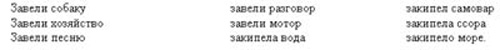 Завели собаку завели разговор закипел самовар
Завели хозяйство завели мотор закипела ссора
Завели песню закипела вода закипело море.